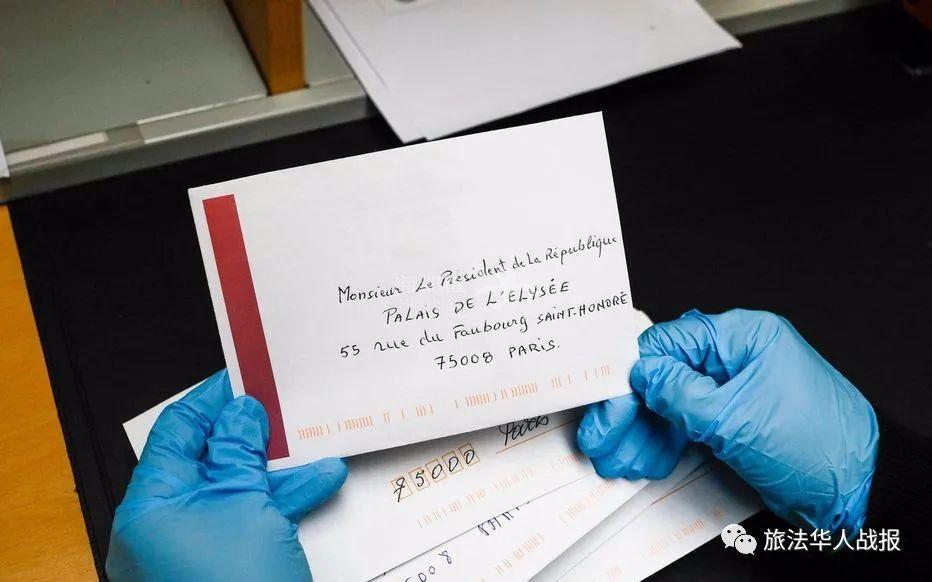 Monsieur Le Président de La République
PALAIS DE L'ELYSÉE
55 rue du Faubourg SAINT-HONORÉ
75008 PARIS.
75000
5008
旅法华人战报